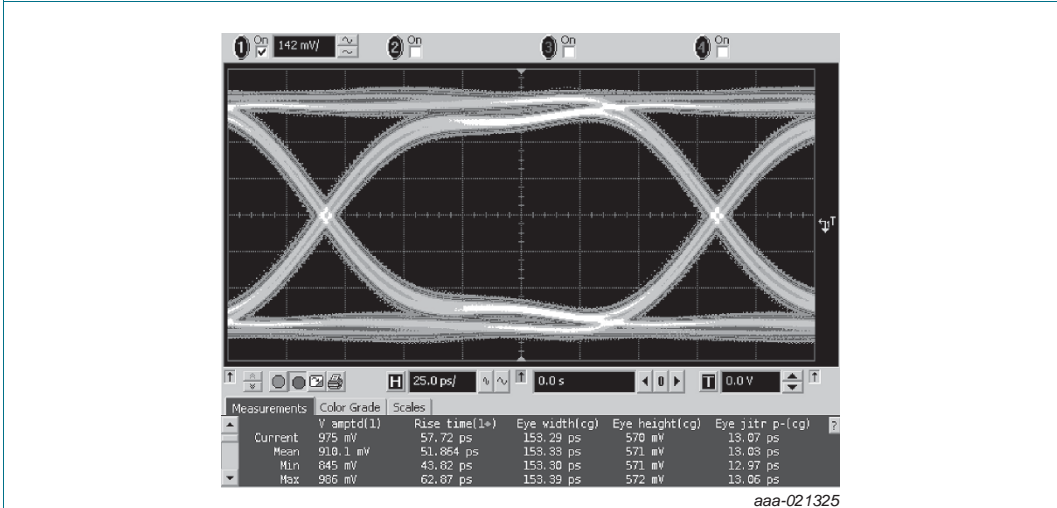 1 On 142 mV/ 2 On 3 On 4 On
T
H 25.0 ps/ 0.0 s 0 T 0.0 V
Measurements Color Grade Scales
V amptd(1) Rise time(1+) Eye width(cg) Eye height(cg) Eye jitr p-(cg) ?
Current 975 mV 57.72 ps 153.29 ps 570 mV 13.07 ps
Mean 910.1 mV 51.864 ps 153.33 ps 571 mV 13.03 ps
Min 845 mV 43.82 ps 153.30 ps 571 mV 12.97 ps
Max 986 mV 62.87 ps 153.39 ps 572 mV 13.06 ps
aaa-021325